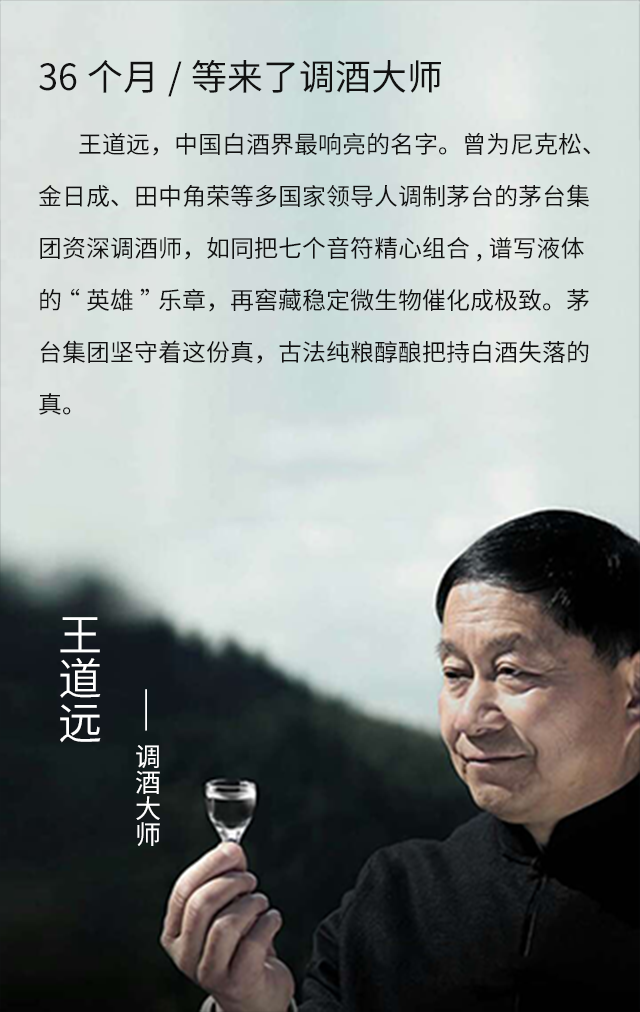 36 个月 / 等来了调酒大师
王道远，中国白酒界最响亮的名字。曾为尼克松、
金日成、田中角荣等多国家领导人调制茅台的茅台集
团资深调酒师，如同把七个音符精心组合 , 谱写液体
的 “ 英雄 ” 乐章，再窖藏稳定微生物催化成极致。茅
台集团坚守着这份真，古法纯粮醇酿把持白酒失落的
真。
王道远
——调酒大师